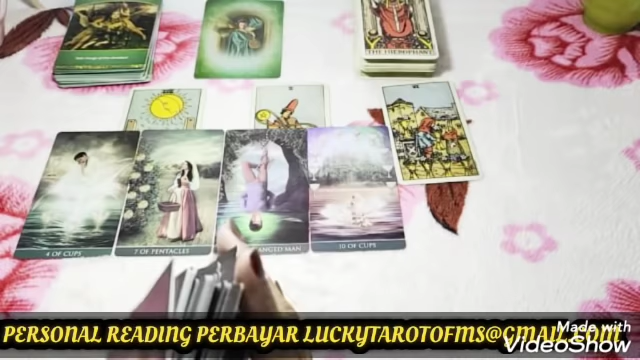 THE HIEROPHANT
4 OF CUPS
7 OF PENTACLES
HANGED MAN
10 OF CUPS
PERSONAL READING PERBAYAR LUCKYTAROTOFMS@GMAIL.COM
Made with
VideoShow